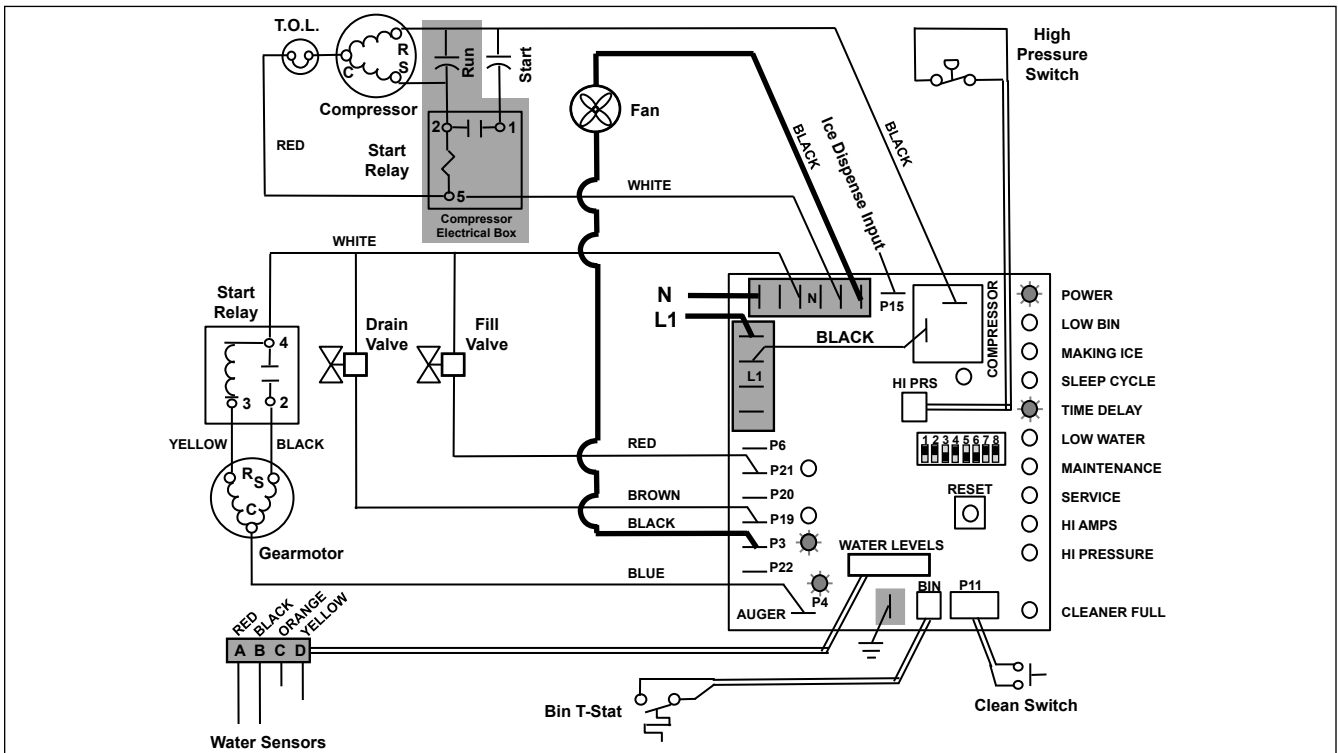 T.O.L.
R
S
C
Compressor
Run
Start
RED
Start
Relay
2
1
5
Compressor
Electrical Box
Fan
BLACK
Ice Dispense Input
BLACK
High
Pressure
Switch
WHITE
WHITE
Start
Relay
4
3
2
YELLOW
BLACK
R
S
C
Gearmotor
Drain
Valve
Fill
Valve
N
L1
N
P15
COMPRESSOR
BLACK
L1
HI PRS
1 2 3 4 5 6 7 8
RED
P6
P21
BROWN
P20
P19
BLACK
P3
P22
BLUE
P4
AUGER
RESET
WATER LEVELS
BIN
P11
POWER
LOW BIN
MAKING ICE
SLEEP CYCLE
TIME DELAY
LOW WATER
MAINTENANCE
SERVICE
HI AMPS
HI PRESSURE
CLEANER FULL
RED
BLACK
ORANGE
YELLOW
A B C D
Water Sensors
Bin T-Stat
Clean Switch